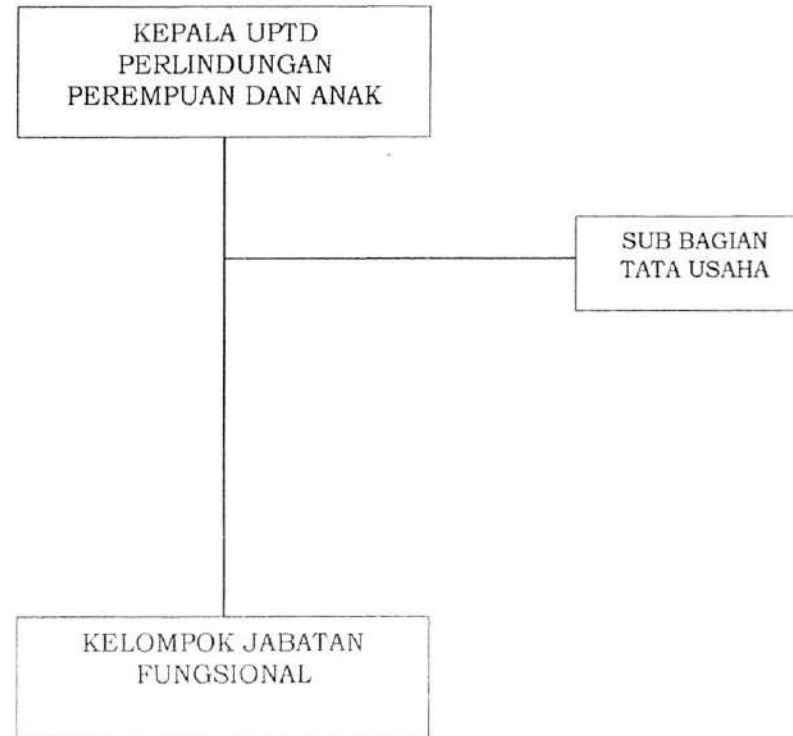 KEPALA UPTD
PERLINDUNGAN
PEREMPUAN DAN ANAK
SUB BAGIAN
TATA USAHA
KELOMPOK JABATAN
FUNGSIONAL